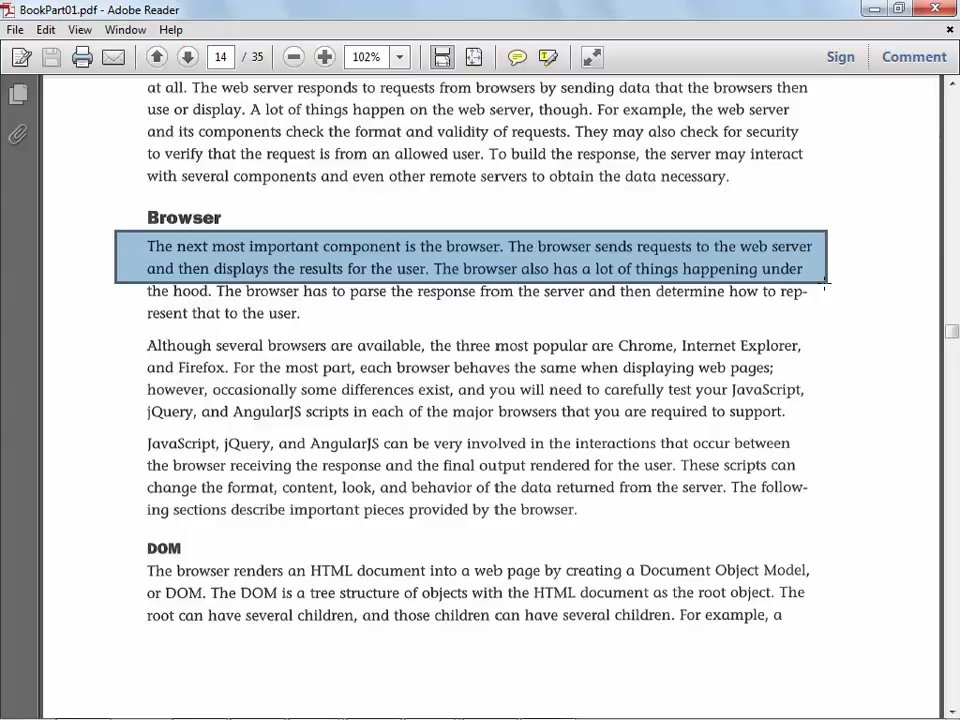 BookPart01.pdf - Adobe Reader
File Edit View Window Help
14 / 35 102% Sign Comment
at all. The web server responds to requests from browsers by sending data that the browsers then
use or display. A lot of things happen on the web server, though. For example, the web server
and its components check the format and validity of requests. They may also check for security
to verify that the request is from an allowed user. To build the response, the server may interact
with several components and even other remote servers to obtain the data necessary.
Browser
The next most important component is the browser. The browser sends requests to the web server
and then displays the results for the user. The browser also has a lot of things happening under
the hood. The browser has to parse the response from the server and then determine how to rep-
resent that to the user.
Although several browsers are available, the three most popular are Chrome, Internet Explorer,
and Firefox. For the most part, each browser behaves the same when displaying web pages;
however, occasionally some differences exist, and you will need to carefully test your JavaScript,
jQuery, and AngularJS scripts in each of the major browsers that you are required to support.
JavaScript, jQuery, and AngularJS can be very involved in the interactions that occur between
the browser receiving the response and the final output rendered for the user. These scripts can
change the format, content, look, and behavior of the data returned from the server. The follow-
ing sections describe important pieces provided by the browser.
DOM
The browser renders an HTML document into a web page by creating a Document Object Model,
or DOM. The DOM is a tree structure of objects with the HTML document as the root object. The
root can have several children, and those children can have several children. For example, a